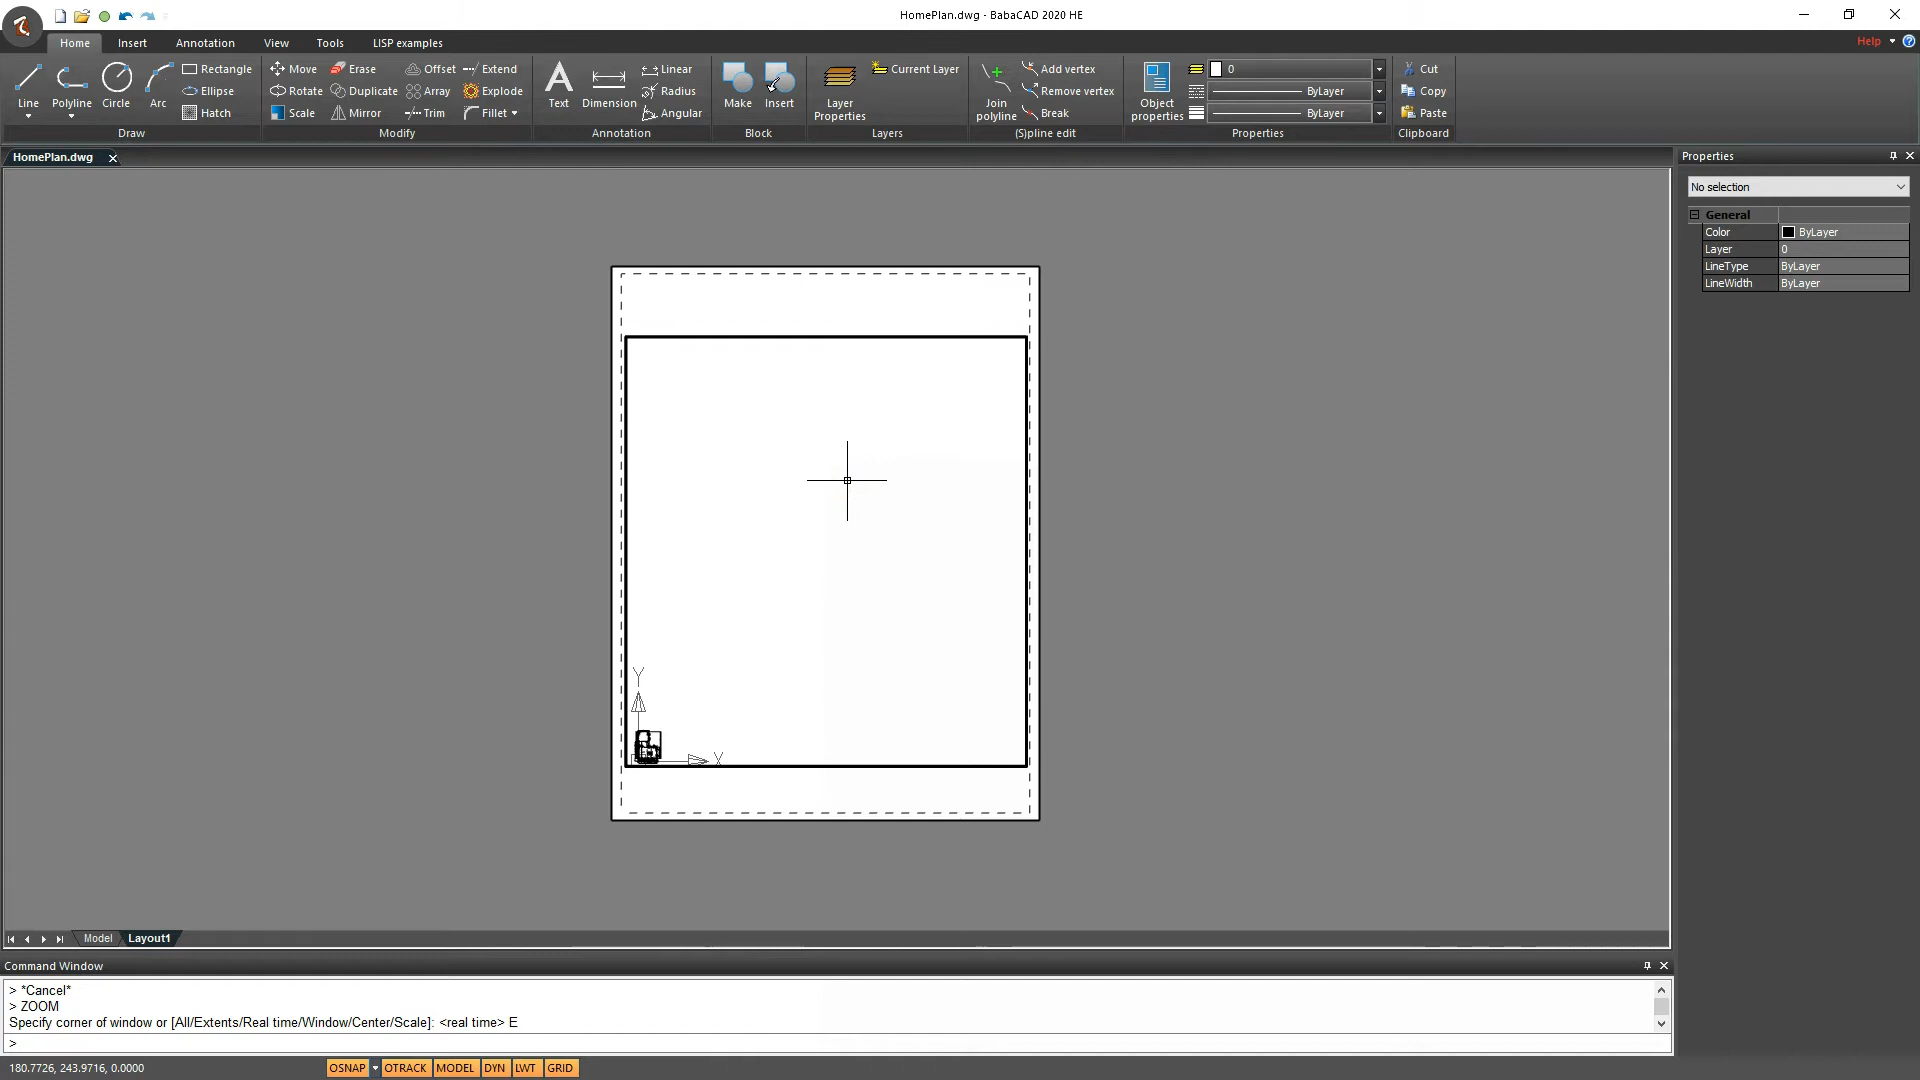 HomePlan.dwg - BabaCAD 2020 HE
Home Insert Annotation View Tools LISP examples Help
Line Polyline Circle Arc Rectangle Ellipse Hatch
Draw
Move Erase Offset Extend
Rotate Duplicate Array Explode
Scale Mirror Trim Fillet
Modify
Text Dimension Linear Radius Angular
Annotation
Make Insert
Block
Layer Properties Current Layer
Layers
Join polyline Add vertex Remove vertex Break
(S)pline edit
Object properties 0 ByLayer ByLayer
Properties
Cut
Copy
Paste
Clipboard
HomePlan.dwg
Properties
No selection
General
Color ByLayer
Layer 0
LineType ByLayer
LineWidth ByLayer
Y
X
Model Layout1
Command Window
> *Cancel*
> ZOOM
Specify corner of window or [All/Extents/Real time/Window/Center/Scale]: <real time> E
>
180.7726, 243.9716, 0.0000 OSNAP OTRACK MODEL DYN LWT GRID